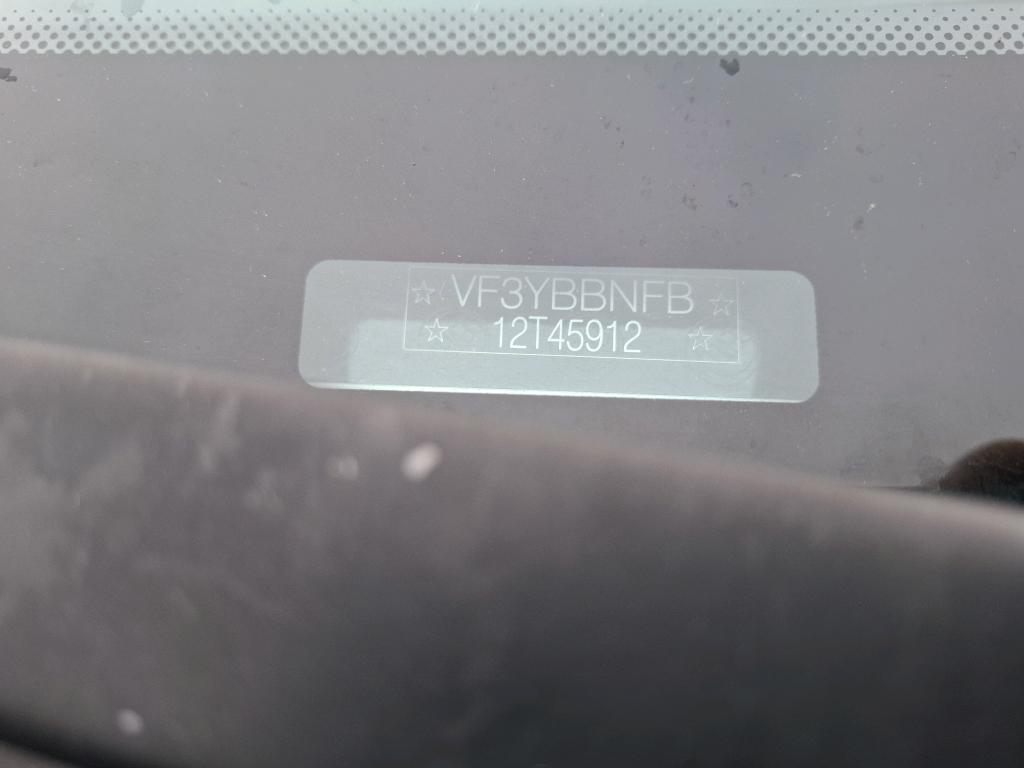 ☆ VF3YBBNFB ☆
☆ 12T45912 ☆